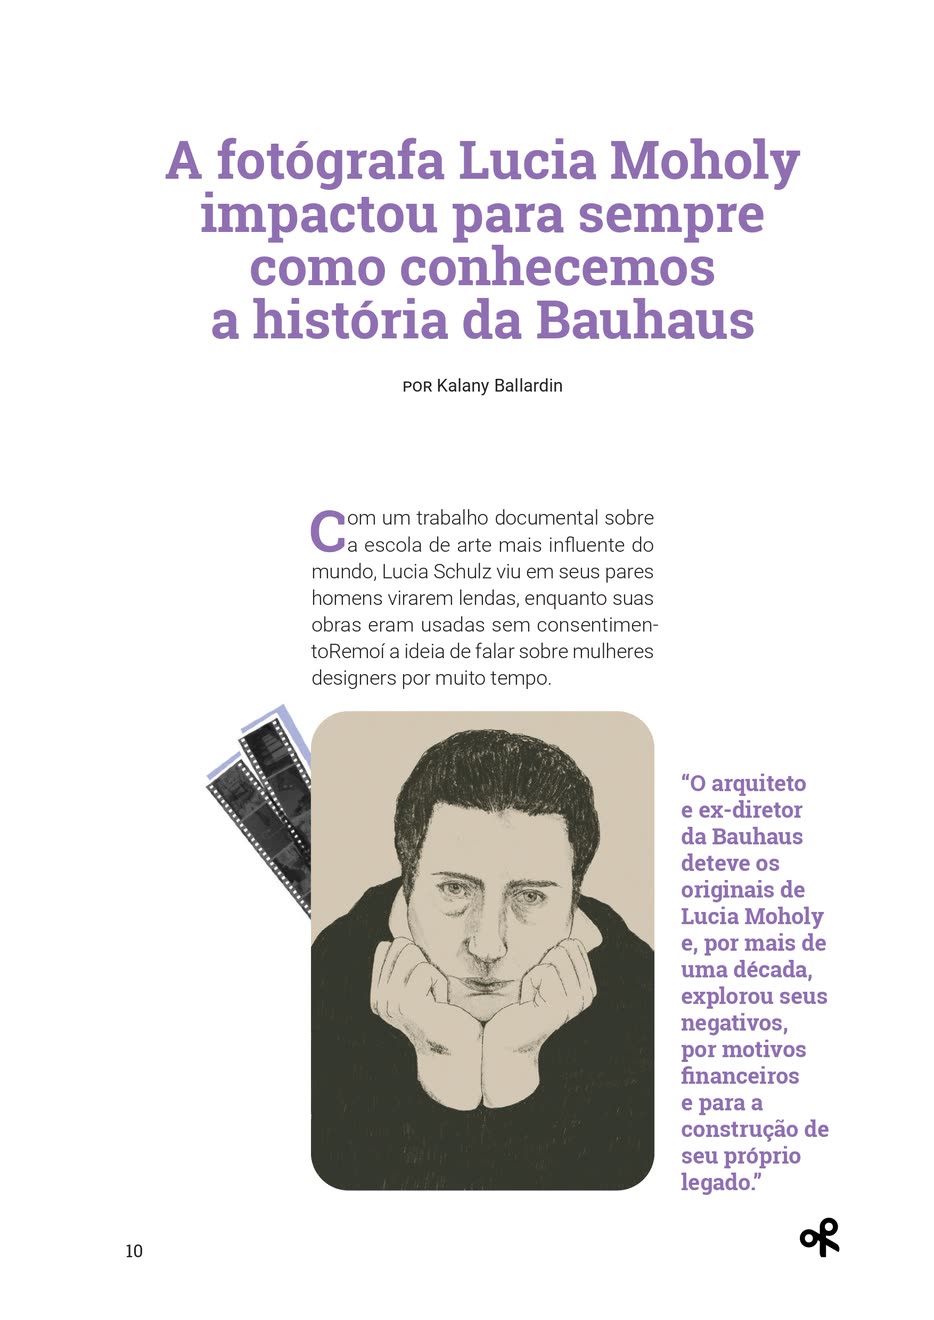 A fotógrafa Lucia Moholy
impactou para sempre
como conhecemos
a história da Bauhaus
POR Kalany Ballardin
Com um trabalho documental sobre
a escola de arte mais influente do
mundo, Lucia Schulz viu em seus pares
homens virarem lendas, enquanto suas
obras eram usadas sem consentimen-
toRemoí a ideia de falar sobre mulheres
designers por muito tempo.
“O arquiteto
e ex-diretor
da Bauhaus
deteve os
originais de
Lucia Moholy
e, por mais de
uma década,
explorou seus
negativos,
por motivos
financeiros
e para a
construção de
seu próprio
legado.”
10